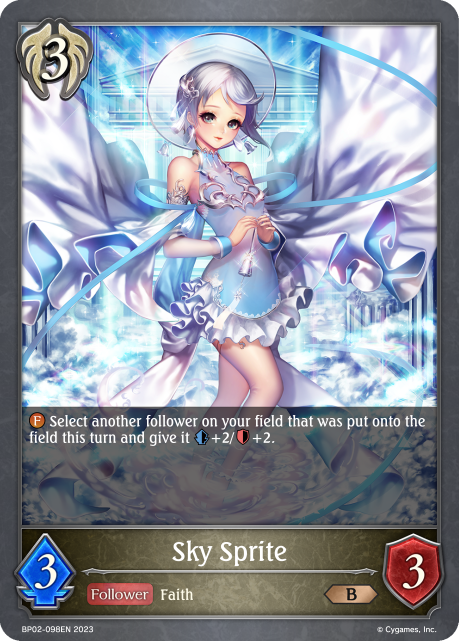 3
F Select another follower on your field that was put onto the
field this turn and give it +2/ +2.
Sky Sprite
3
Follower Faith
B
3
BP02-098EN 2023
© Cygames, Inc.